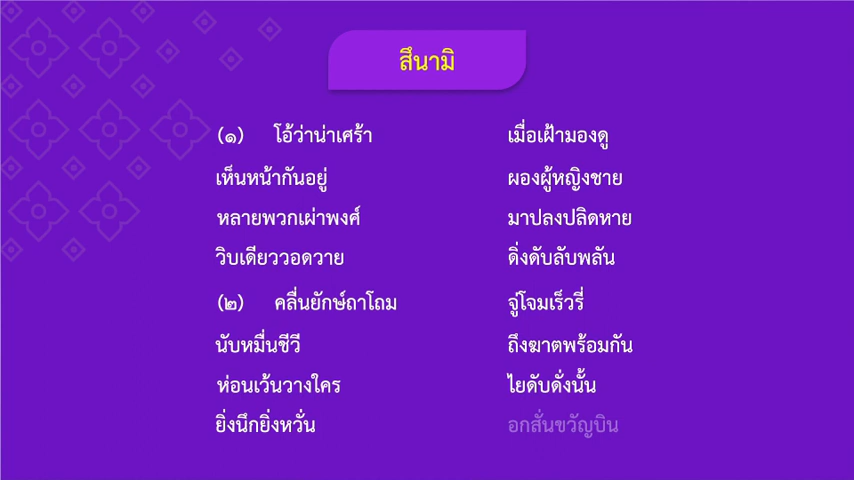 สึนามิ
(๑) โอ้ว่าน่าเศร้า เมื่อเฝ้ามองดู
เห็นหน้ากันอยู่ ผองผู้หญิงชาย
หลายพวกเผ่าพงศ์ มาปลงปลิดหาย
วิบเดียววอดวาย ดิ่งดับลับพลัน
(๒) คลื่นยักษ์ถาโถม จู่โจมเร็วรี่
นับหมื่นชีวี ถึงฆาตพร้อมกัน
ห่อนเว้นวางใคร ไยดับดั่งนั้น
ยิ่งนึกยิ่งหวั่น อกสั่นขวัญบิน